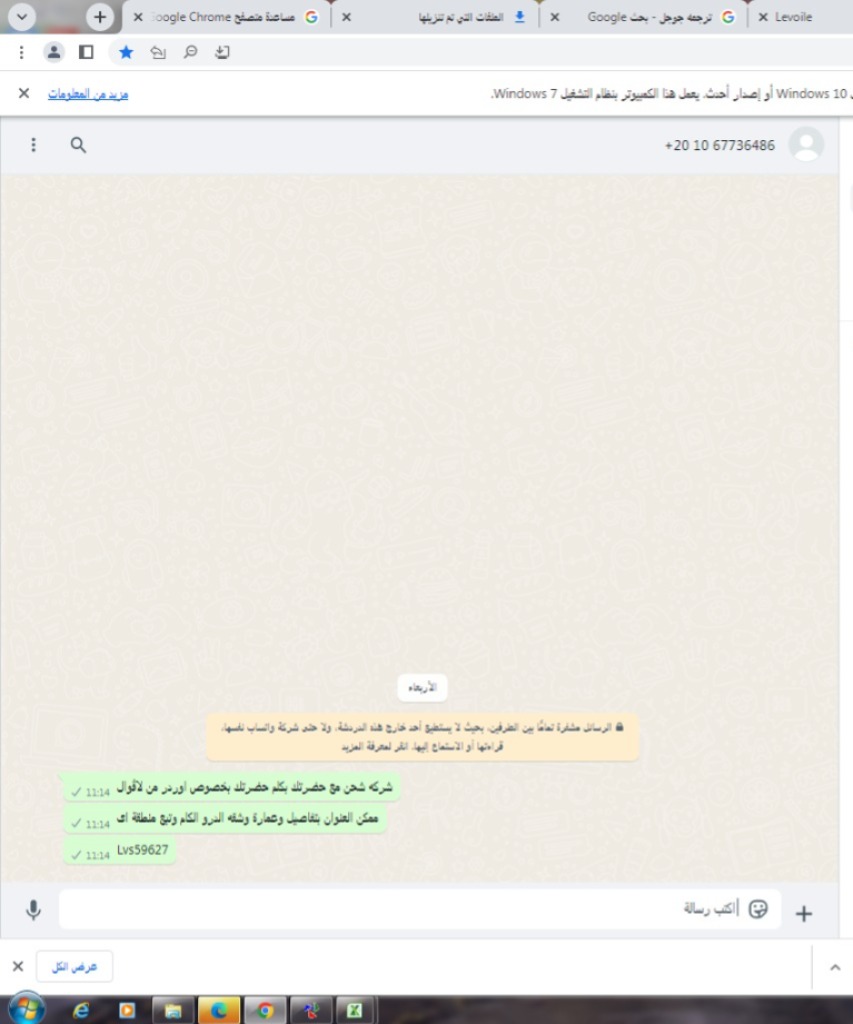 مساعدة متصفح Google Chrome
الملفات التي تم تنزيلها
ترجمه جوجل - بحث Google
Levoile
Windows 10 أو إصدار أحدث. يعمل هذا الكمبيوتر بنظام التشغيل Windows 7.
مزيد من المعلومات
+20 10 67736486
الأربعاء
الرسائل مشفرة تمامًا بين الطرفين، بحيث لا يستطيع أحد خارج هذه الدردشة، ولا حتى شركة واتساب نفسها،
قراءتها أو الاستماع إليها. انقر لمعرفة المزيد
شركه شحن مع حضرتك بكلم حضرتك بخصوص اوردر من لاڤوال
11:14
ممكن العنوان بتفاصيل وعمارة وشقه الدرو الكام وتبع منطقة اى
11:14
Lvs59627
11:14
اكتب رسالة
عرض الكل